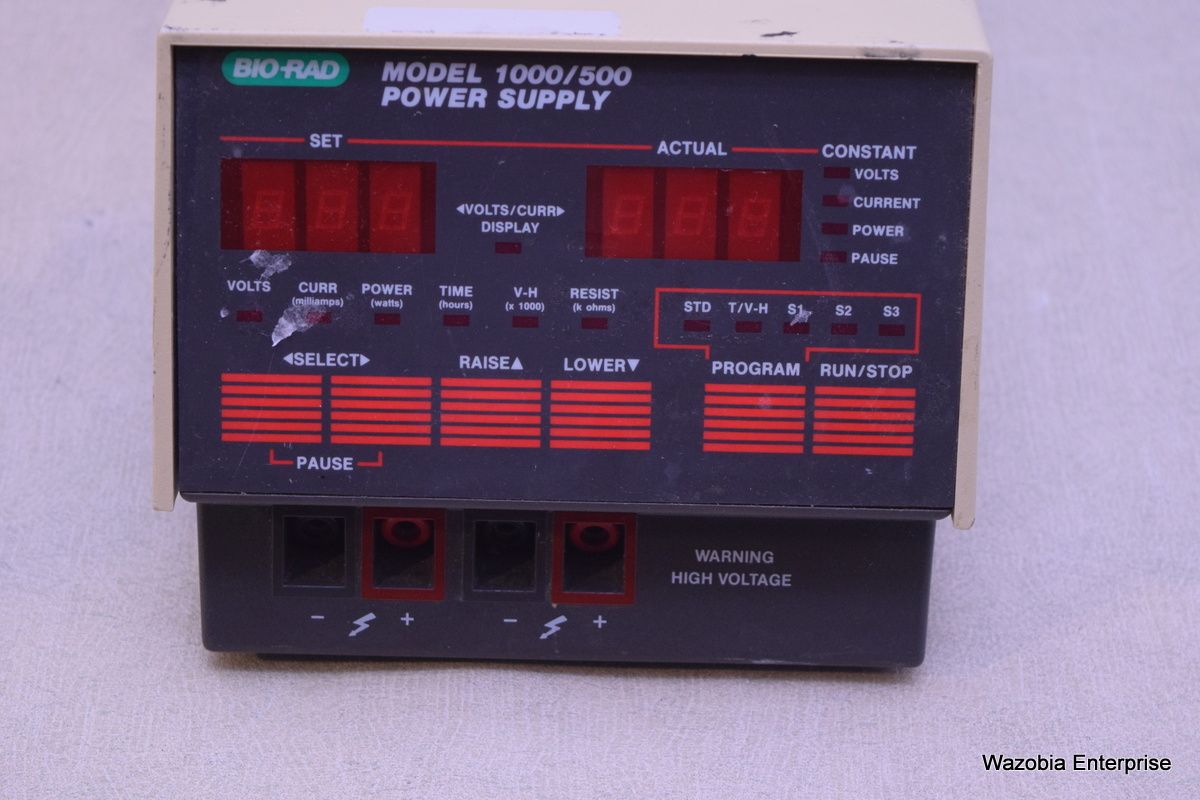 BIO-RAD
MODEL 1000/500
POWER SUPPLY
SET
ACTUAL
CONSTANT
VOLTS
CURRENT
POWER
PAUSE
◀VOLTS/CURR▶
DISPLAY
VOLTS
CURR
(milliamps)
POWER
(watts)
TIME
(hours)
V-H
(x 1000)
RESIST
(k ohms)
STD T/V-H S1 S2 S3
◀SELECT▶
RAISE▲
LOWER▼
PROGRAM
RUN/STOP
PAUSE
WARNING
HIGH VOLTAGE
− +
− +
Wazobia Enterprise